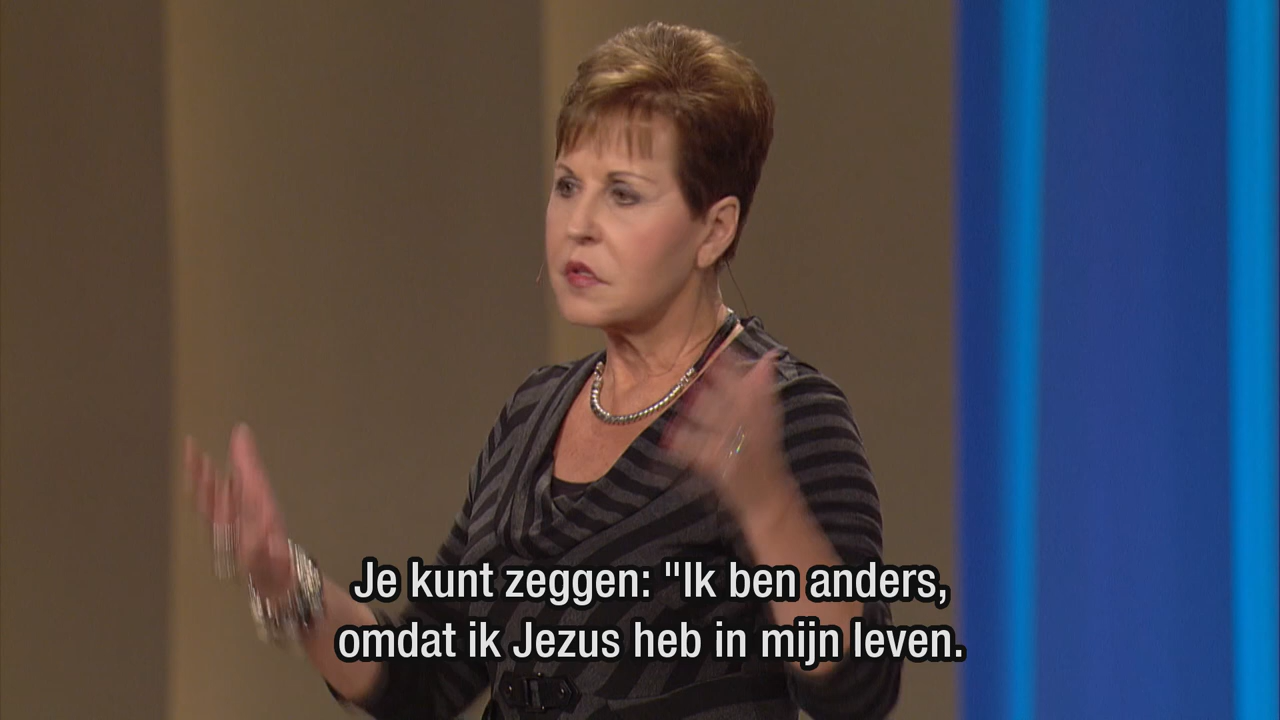 Je kunt zeggen: "Ik ben anders,
omdat ik Jezus heb in mijn leven.